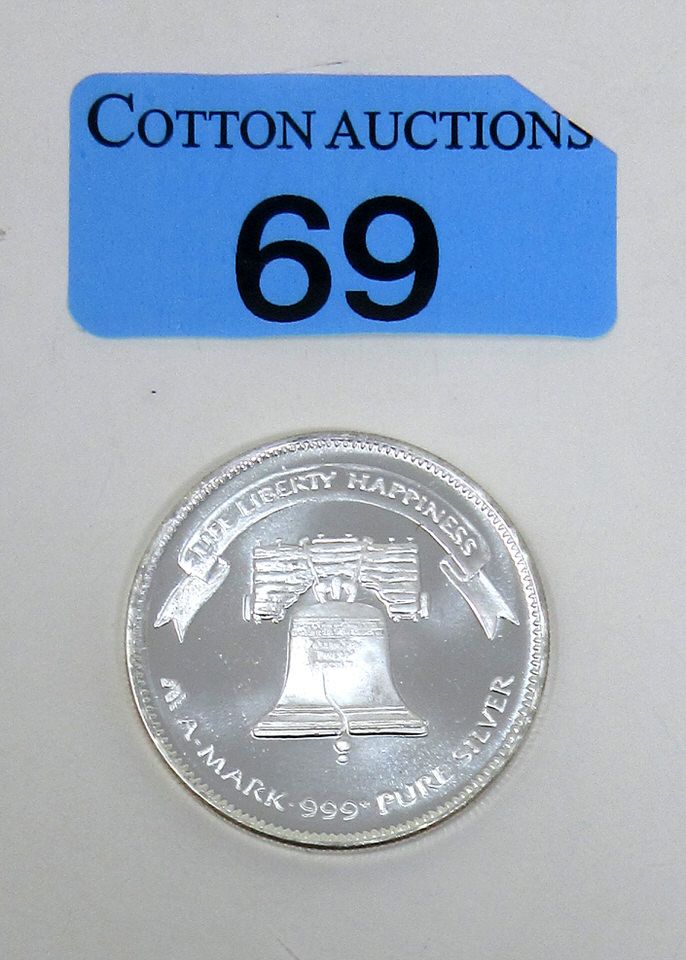 COTTON AUCTIONS
69
LIFE LIBERTY HAPPINESS
A-MARK · 999+ PURE SILVER